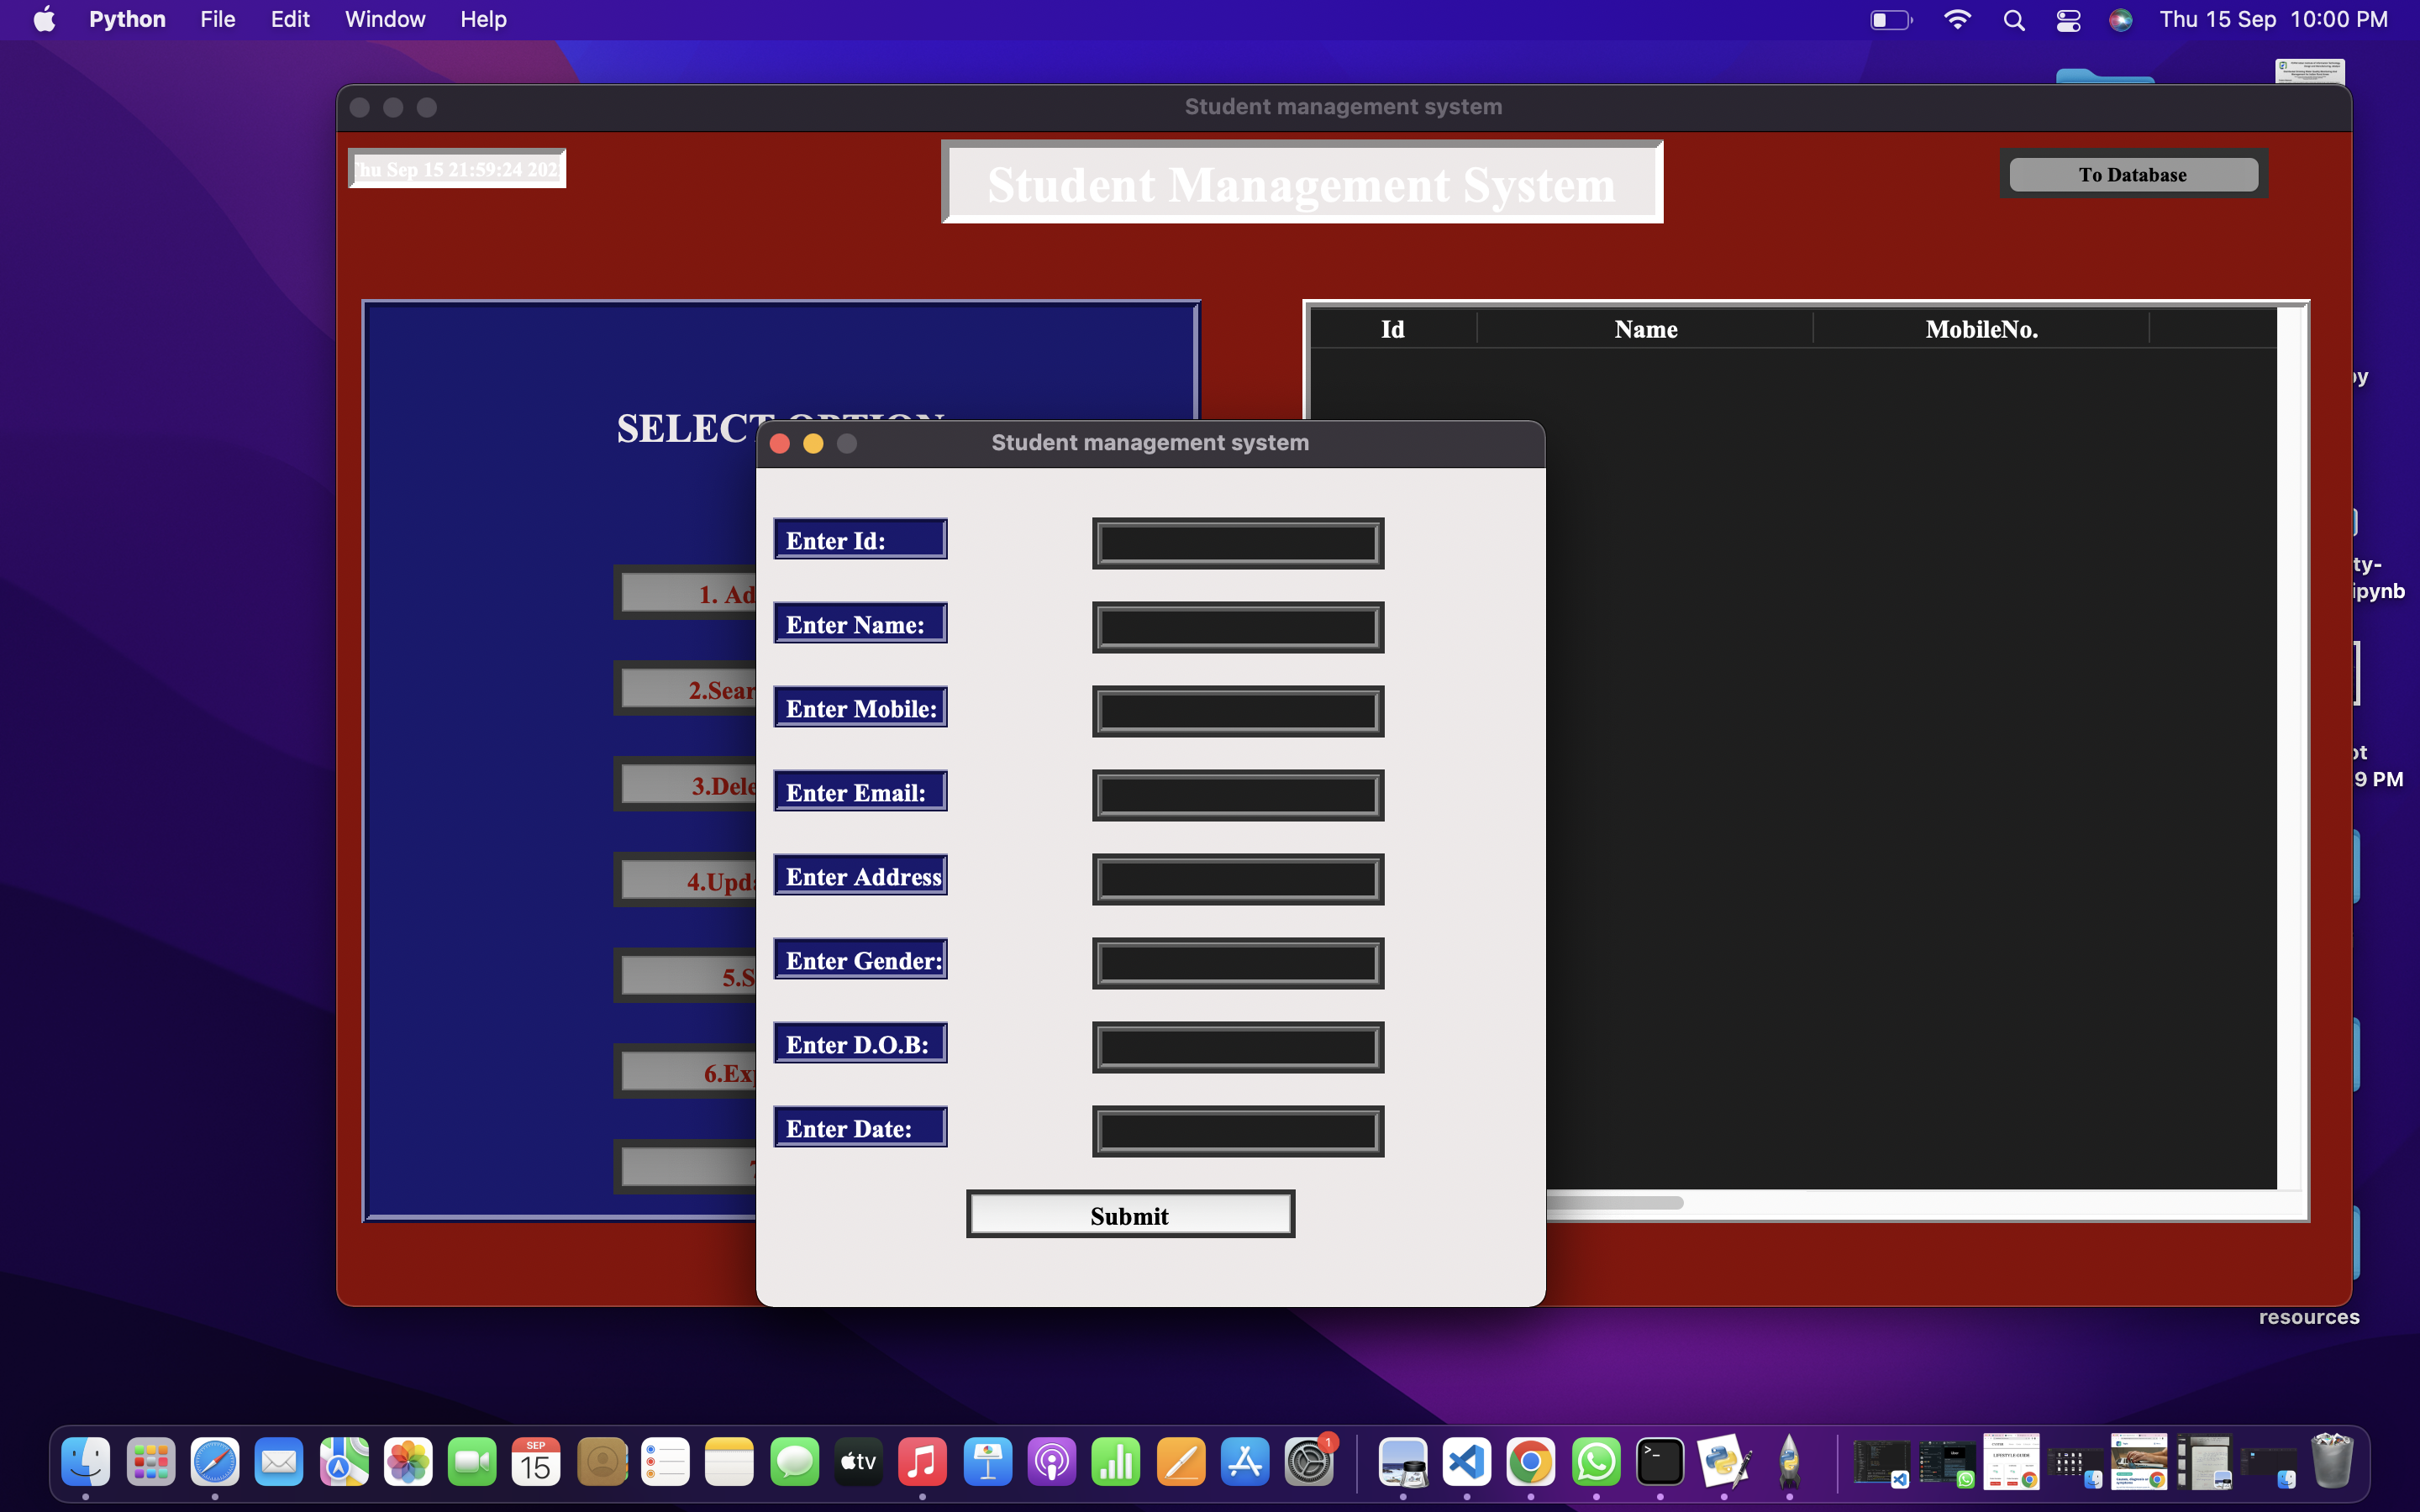 Python File Edit Window Help Thu 15 Sep 10:00 PM
Student management system
Thu Sep 15 21:59:24 202
Student Management System
To Database
Id Name MobileNo.
SELECT OPTION
Student management system
Enter Id:
Enter Name:
Enter Mobile:
Enter Email:
Enter Address
Enter Gender:
Enter D.O.B:
Enter Date:
Submit
1. Ad
2.Sear
3.Dele
4.Upda
5.S
6.Exp
7
py
ty-
ipynb
ot
9 PM
resources
SEP
15
tv
1